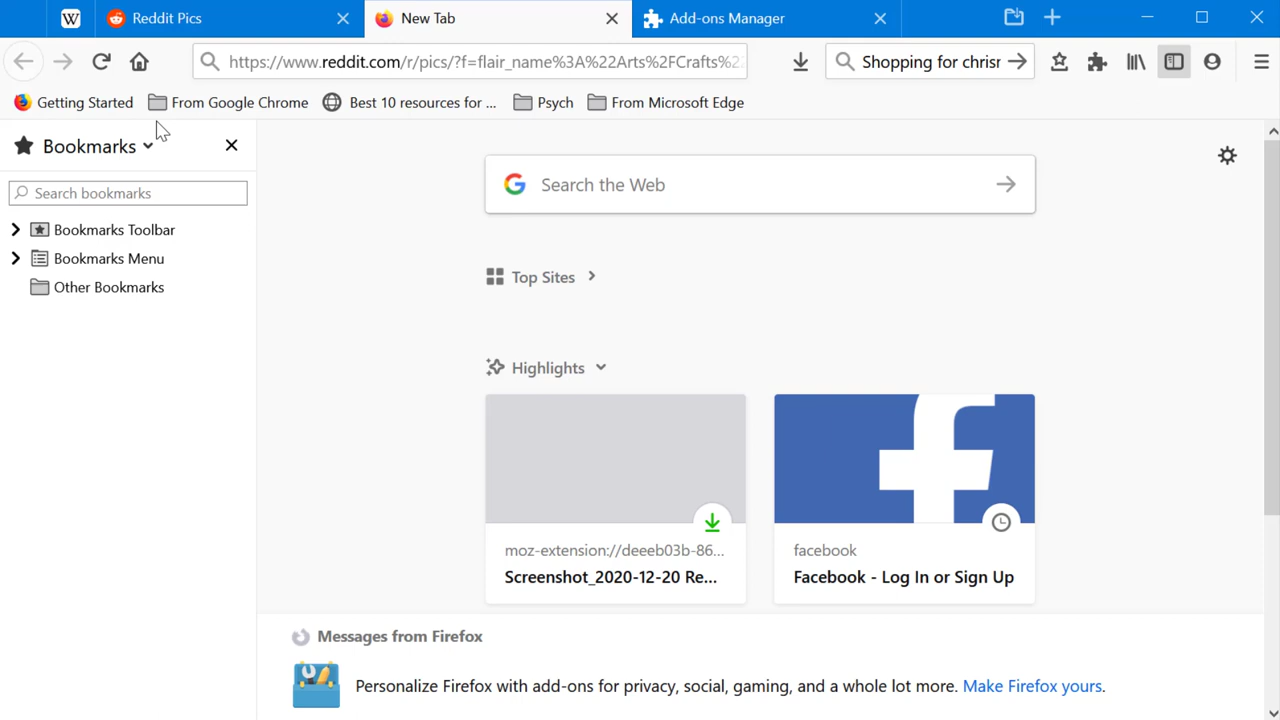 W Reddit Pics New Tab Add-ons Manager
https://www.reddit.com/r/pics/?f=flair_name%3A%22Arts%2FCrafts%2 Shopping for chrisr
Getting Started From Google Chrome Best 10 resources for ... Psych From Microsoft Edge
Bookmarks
Search bookmarks
Bookmarks Toolbar
Bookmarks Menu
Other Bookmarks
Search the Web
Top Sites
Highlights
moz-extension://deeeb03b-86...
Screenshot_2020-12-20 Re...
facebook
Facebook - Log In or Sign Up
Messages from Firefox
Personalize Firefox with add-ons for privacy, social, gaming, and a whole lot more. Make Firefox yours.